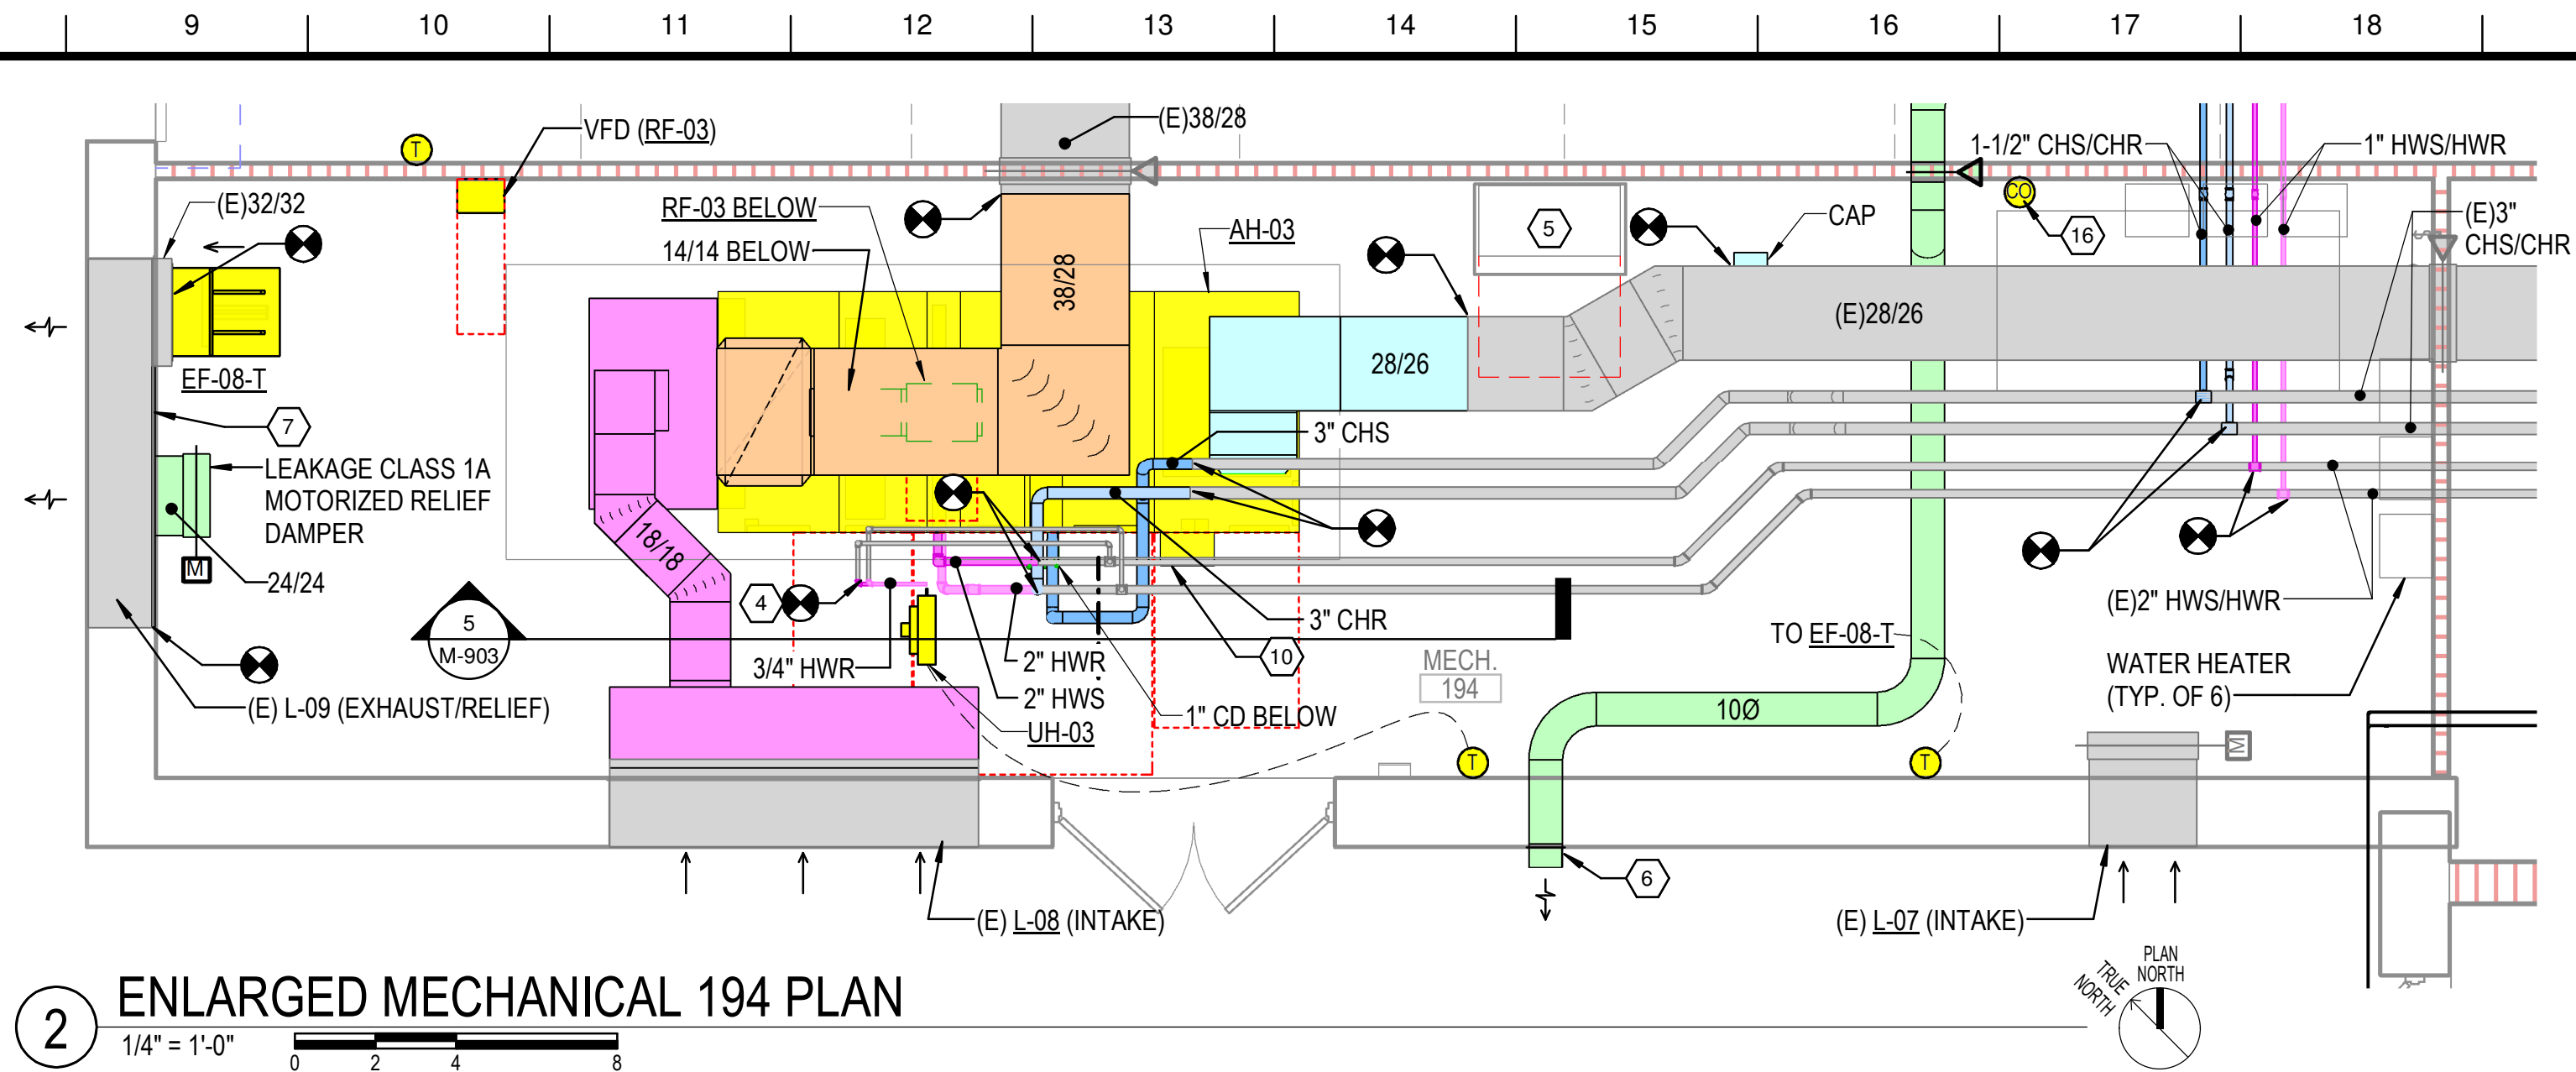 9 10 11 12 13 14 15 16 17 18
VFD (RF-03)
(E)38/28
1-1/2" CHS/CHR
1" HWS/HWR
T
(E)32/32
RF-03 BELOW
14/14 BELOW
AH-03
5
CAP
CO
16
(E)3"
CHS/CHR
38/28
(E)28/26
28/26
EF-08-T
7
3" CHS
LEAKAGE CLASS 1A
MOTORIZED RELIEF
DAMPER
18/18
M
24/24
4
5
M-903
3/4" HWR
2" HWR
2" HWS
UH-03
3" CHR
10
1" CD BELOW
MECH.
194
TO EF-08-T
(E)2" HWS/HWR
WATER HEATER
(TYP. OF 6)
(E) L-09 (EXHAUST/RELIEF)
10Ø
T
T
M
6
(E) L-08 (INTAKE)
(E) L-07 (INTAKE)
2
ENLARGED MECHANICAL 194 PLAN
1/4" = 1'-0"
0 2 4 8
PLAN
NORTH
TRUE
NORTH